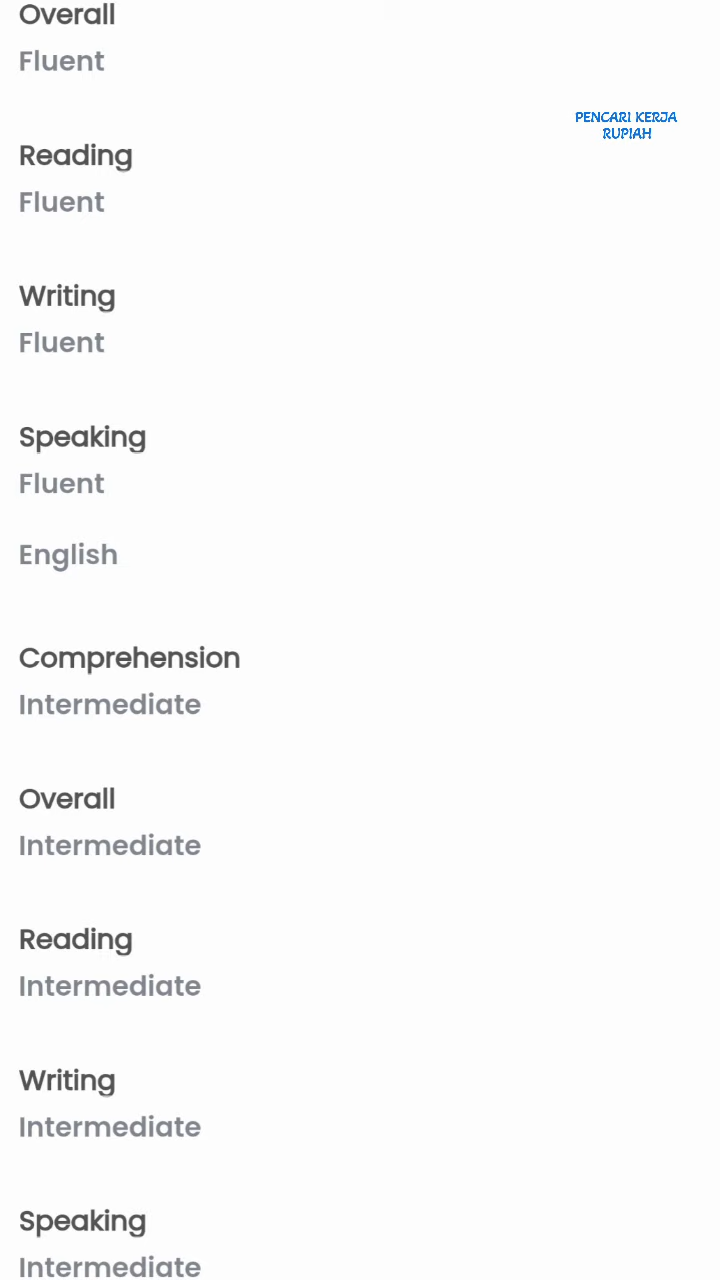 Overall
Fluent
PENCARI KERJA
RUPIAH
Reading
Fluent
Writing
Fluent
Speaking
Fluent
English
Comprehension
Intermediate
Overall
Intermediate
Reading
Intermediate
Writing
Intermediate
Speaking
Intermediate